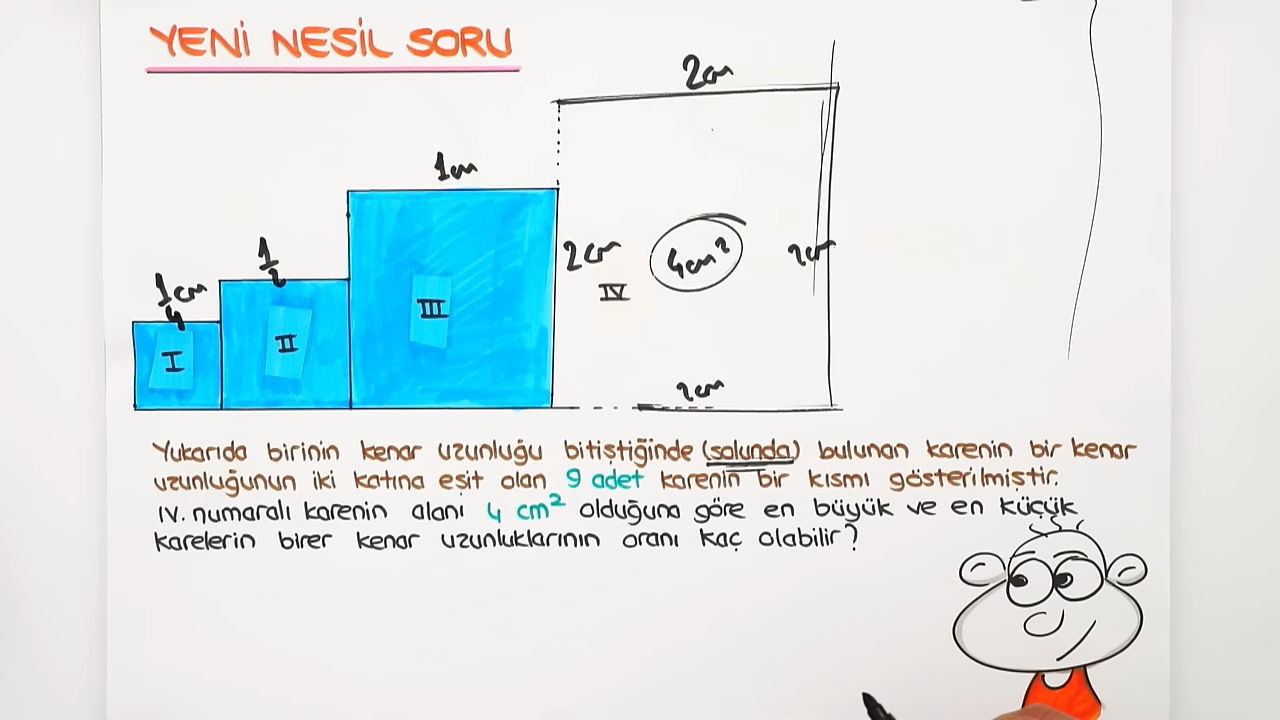 YENİ NESİL SORU
2cm
1cm
1/2
1/4 cm
2cm
4cm²
2cm
I
II
III
IV
2cm
Yukarıda birinin kenar uzunluğu bitiştiğinde (solunda) bulunan karenin bir kenar
uzunluğunun iki katına eşit olan 9 adet karenin bir kısmı gösterilmiştir.
IV. numaralı karenin alanı 4 cm² olduğuna göre en büyük ve en küçük
karelerin birer kenar uzunluklarının oranı kaç olabilir?